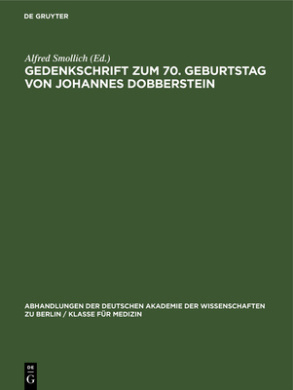 DE GRUYTER
Alfred Smollich (Ed.)
GEDENKSCHRIFT ZUM 70. GEBURTSTAG
VON JOHANNES DOBBERSTEIN
ABHANDLUNGEN DER DEUTSCHEN AKADEMIE DER WISSENSCHAFTEN
ZU BERLIN / KLASSE FÜR MEDIZIN
DE
G